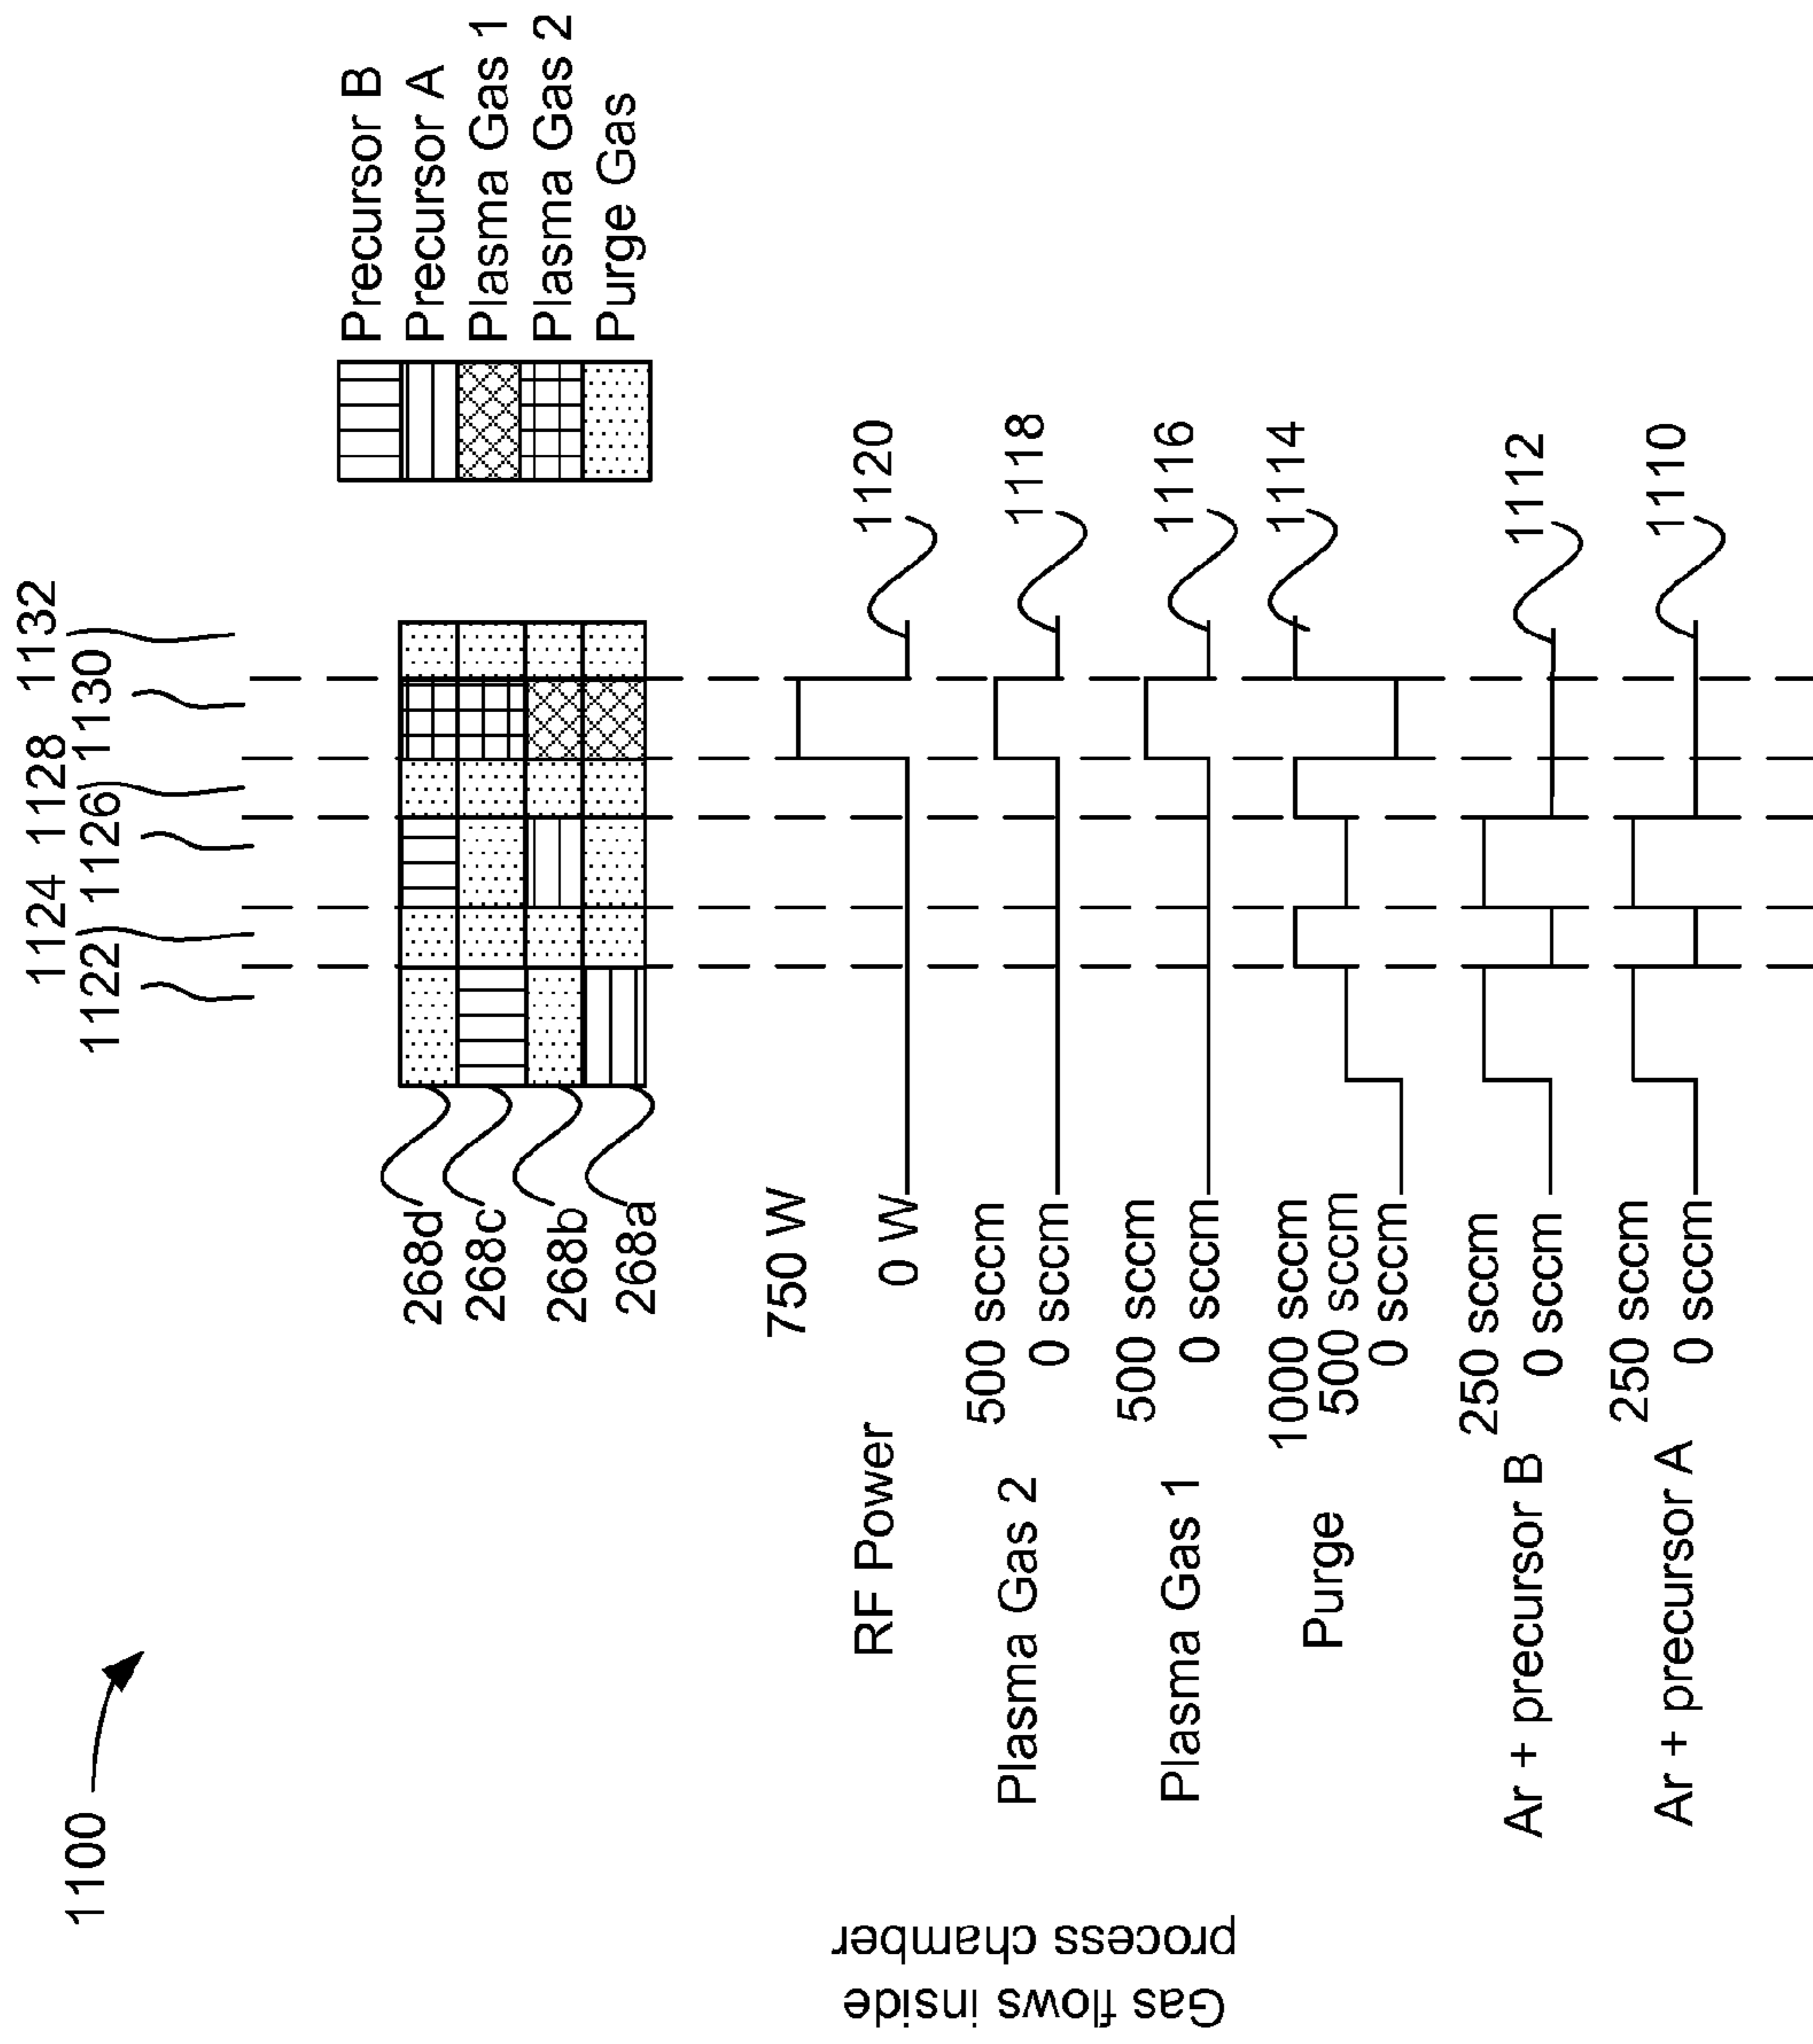 1100
1122
1124
1126
1128
1130
1132
Precursor B
Precursor A
Plasma Gas 1
Plasma Gas 2
Purge Gas
268d
268c
268b
268a
RF Power
750 W
0 W
1120
Plasma Gas 2
500 sccm
0 sccm
1118
Plasma Gas 1
500 sccm
0 sccm
1116
Purge
1000 sccm
500 sccm
0 sccm
1114
Ar + precursor B
250 sccm
0 sccm
1112
Ar + precursor A
250 sccm
0 sccm
1110
Gas flows inside
process chamber